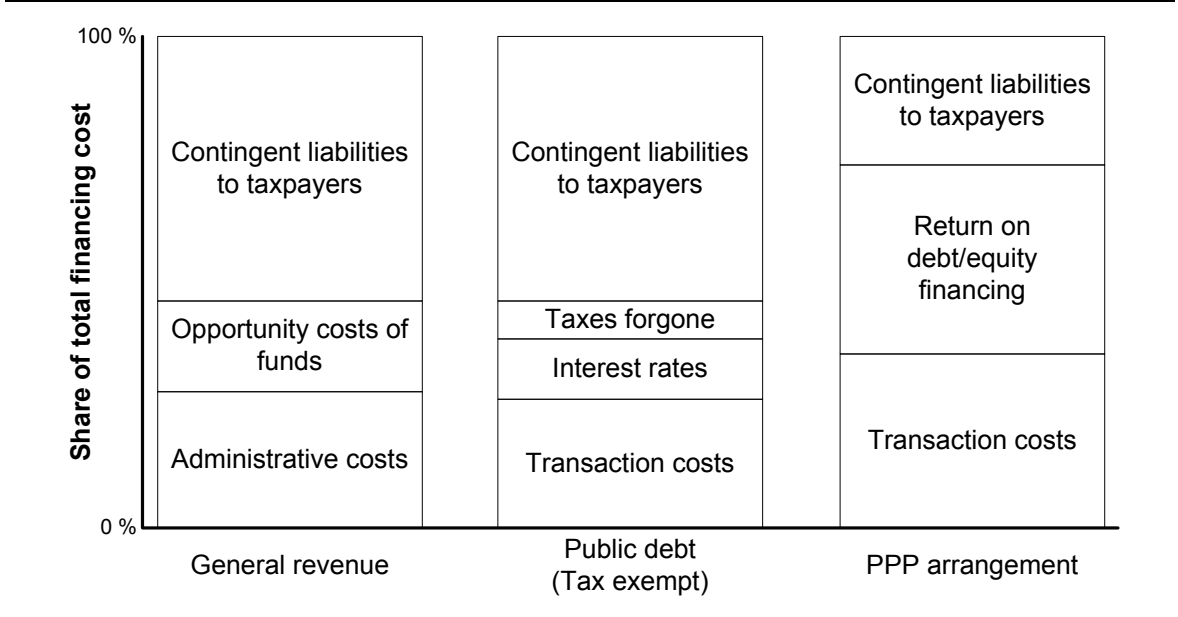 100 %
Share of total financing cost
0 %
Contingent liabilities
to taxpayers
Opportunity costs of
funds
Administrative costs
General revenue
Contingent liabilities
to taxpayers
Taxes forgone
Interest rates
Transaction costs
Public debt
(Tax exempt)
Contingent liabilities
to taxpayers
Return on
debt/equity
financing
Transaction costs
PPP arrangement